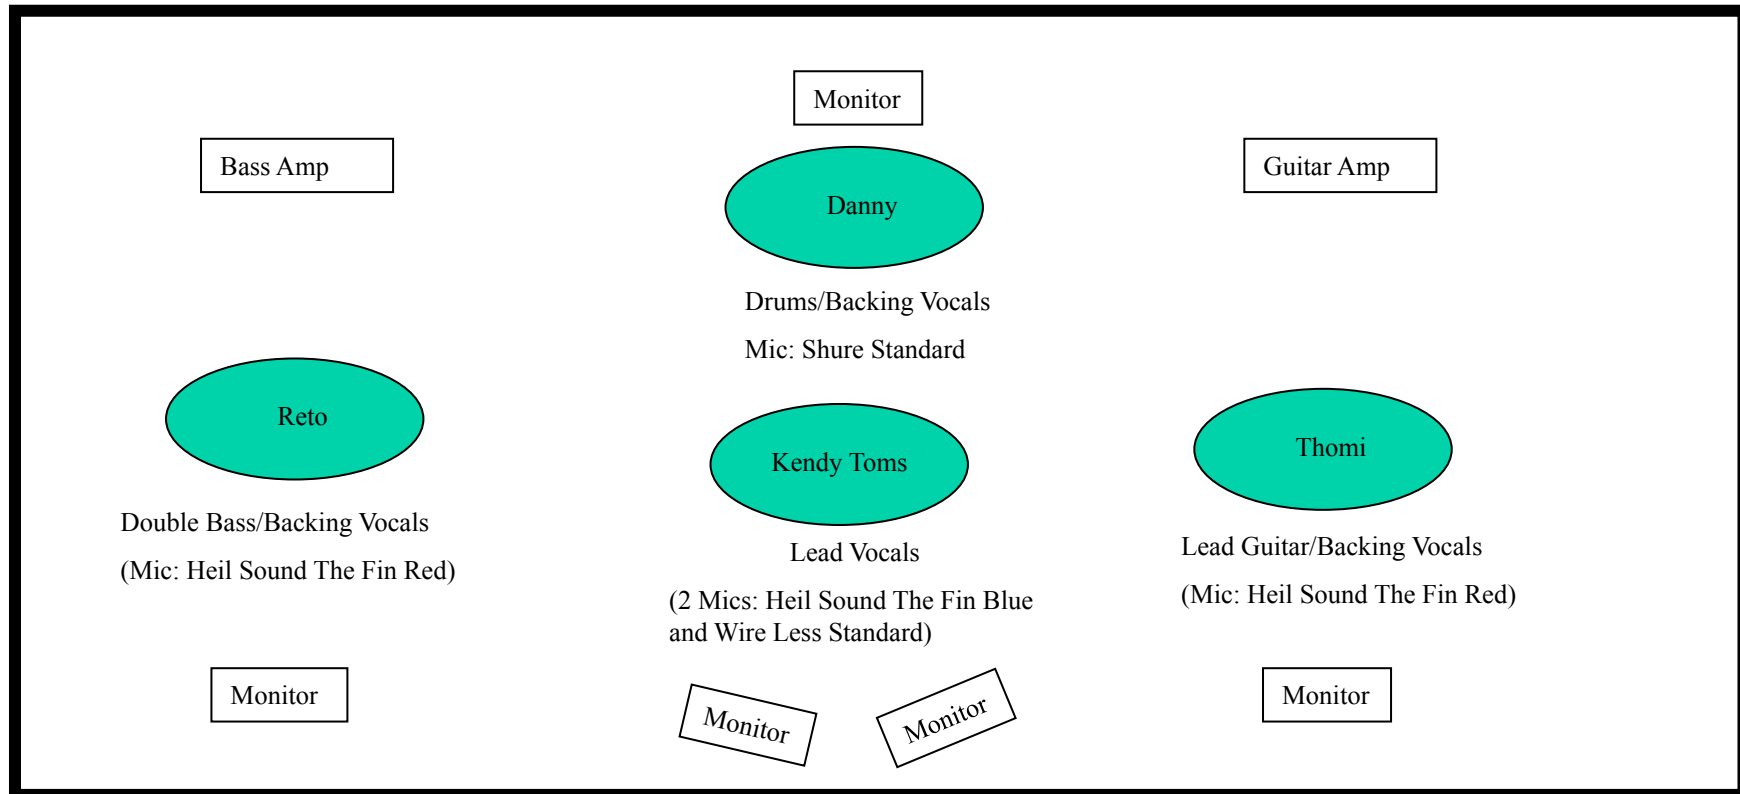 Monitor
Bass Amp
Guitar Amp
Danny
Drums/Backing Vocals
Mic: Shure Standard
Reto
Kendy Toms
Thomi
Double Bass/Backing Vocals
(Mic: Heil Sound The Fin Red)
Lead Vocals
(2 Mics: Heil Sound The Fin Blue
and Wire Less Standard)
Lead Guitar/Backing Vocals
(Mic: Heil Sound The Fin Red)
Monitor
Monitor
Monitor
Monitor